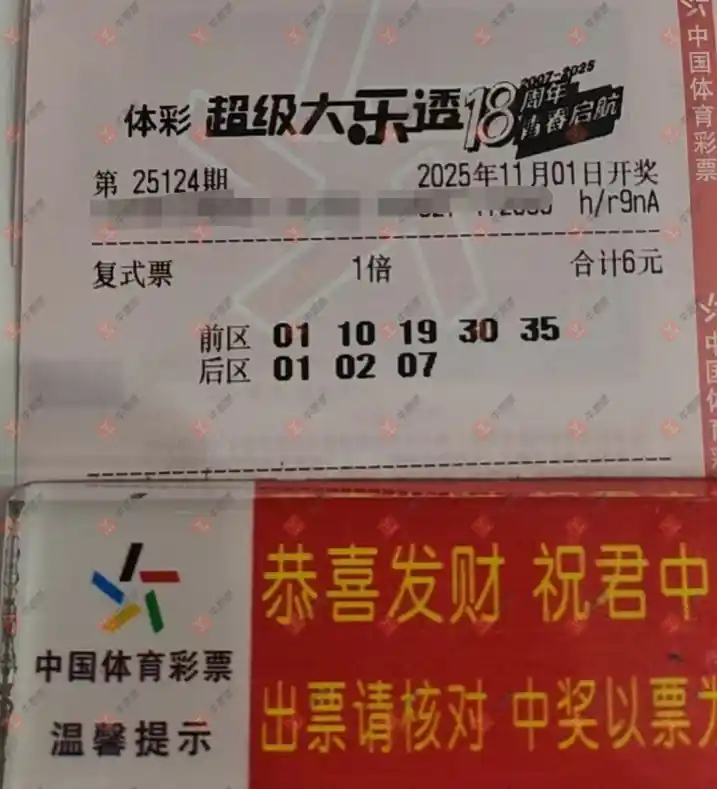 中国体育彩票
体彩 超级大乐透 18周年 2007-2025 青春启航
第 25124期 2025年11月01日开奖
h/r9nA
复式票 1倍 合计6元
前区 01 10 19 30 35
后区 01 02 07
恭喜发财 祝君中
中国体育彩票
出票请核对 中奖以票为
温馨提示